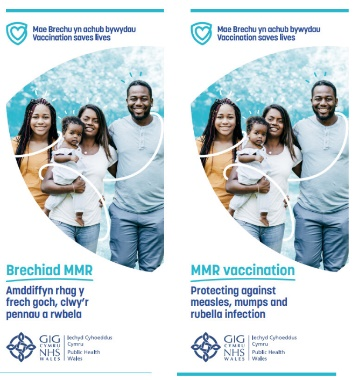 Mae Brechu yn achub bywydau
Vaccination saves lives
Brechiad MMR
Amddiffyn rhag y
frech goch, clwy'r
pennau a rwbela
GIG
CYMRU
NHS
WALES
Iechyd Cyhoeddus
Cymru
Public Health
Wales
Mae Brechu yn achub bywydau
Vaccination saves lives
MMR vaccination
Protecting against
measles, mumps and
rubella infection
GIG
CYMRU
NHS
WALES
Iechyd Cyhoeddus
Cymru
Public Health
Wales